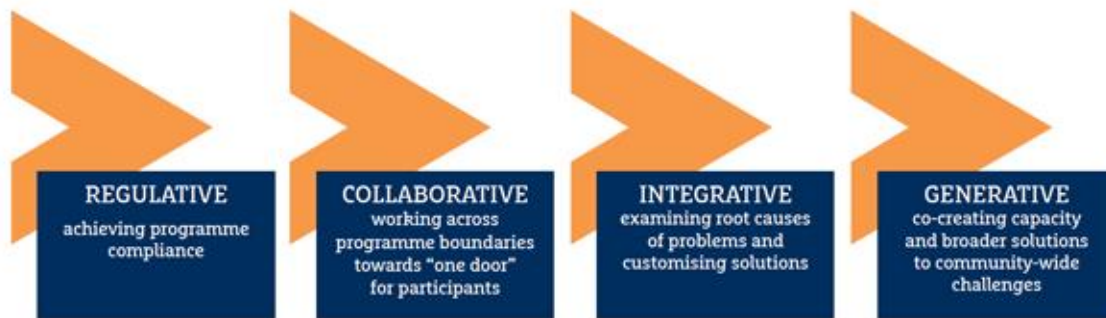 REGULATIVE
achieving programme
compliance
COLLABORATIVE
working across
programme boundaries
towards “one door”
for participants
INTEGRATIVE
examining root causes
of problems and
customising solutions
GENERATIVE
co-creating capacity
and broader solutions
to community-wide
challenges